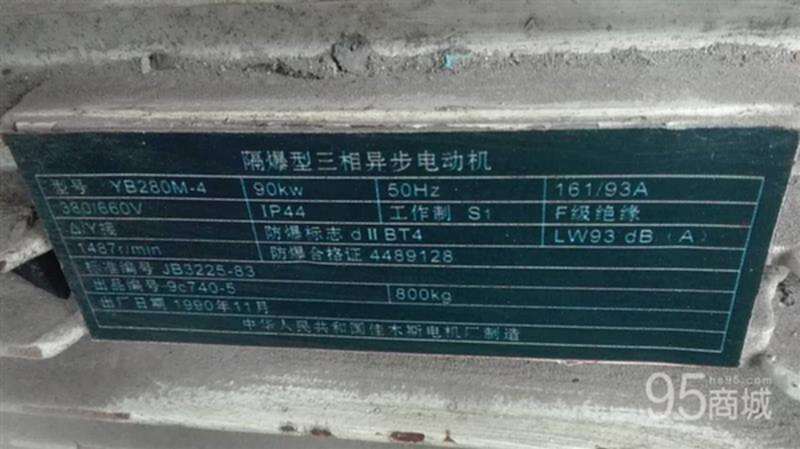 隔爆型三相异步电动机
型号 YB280M-4 90kw 50Hz 161/93A
380/660V IP44 工作制 S1 F级绝缘
Δ/Y接 防爆标志 dⅡBT4 LW93 dB (A)
1487r/min 防爆合格证 4489128
标准编号 JB3225-83
出品编号 9c740-5 800kg
出厂日期 1990年11月
中华人民共和国佳木斯电机厂制造
he95.com
95商城